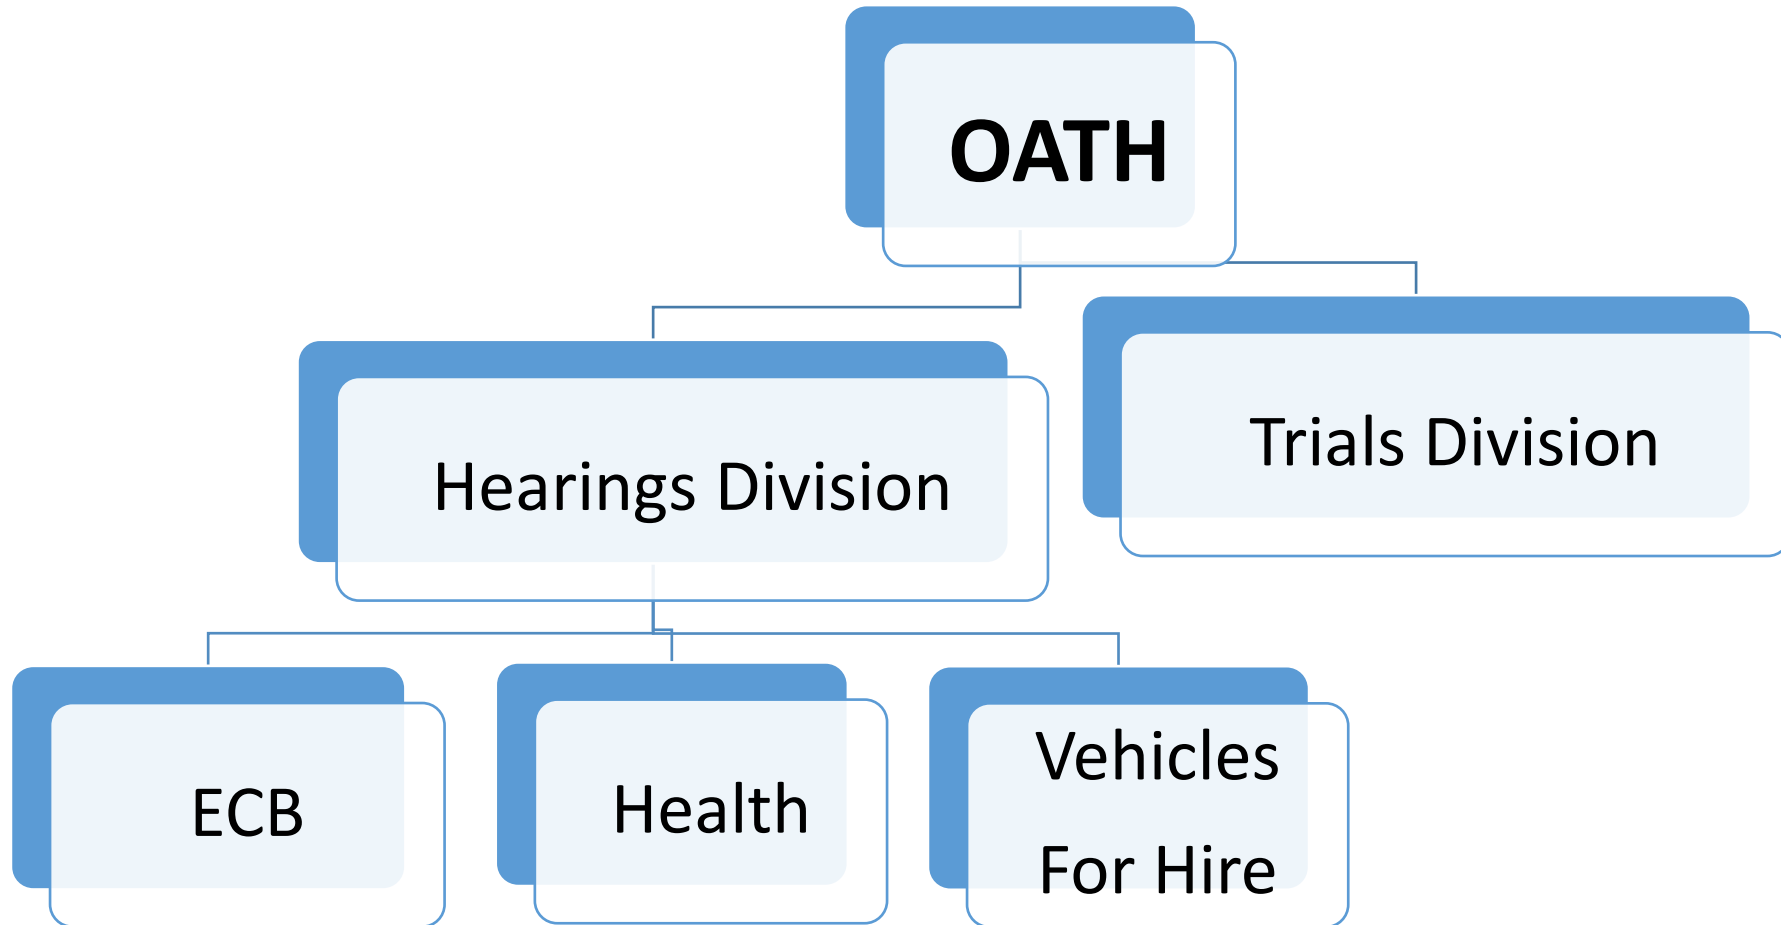 OATH
Hearings Division
Trials Division
ECB
Health
Vehicles
For Hire